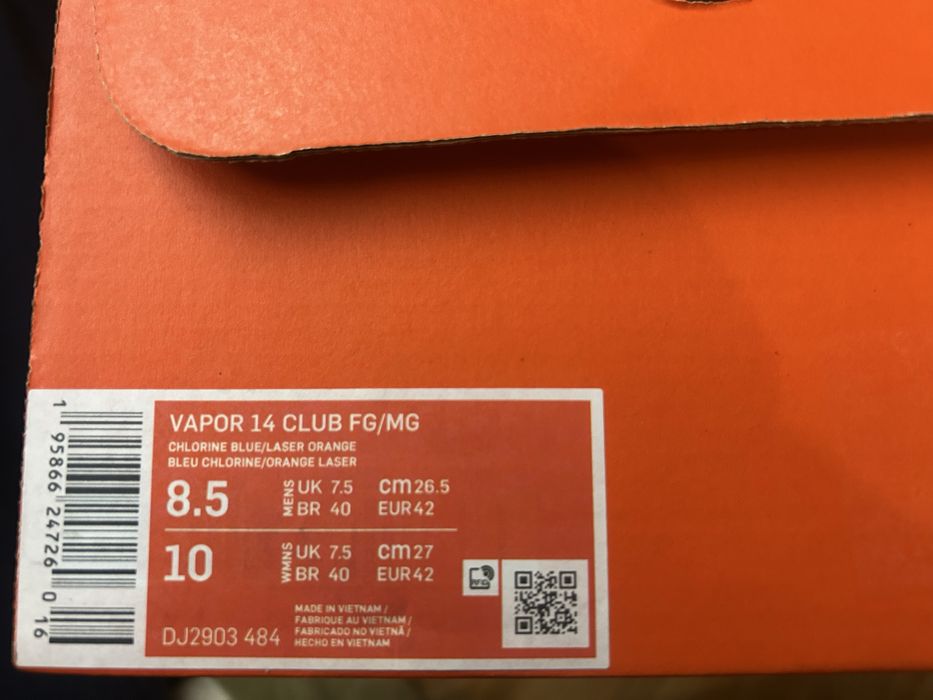 VAPOR 14 CLUB FG/MG
CHLORINE BLUE/LASER ORANGE
BLEU CHLORINE/ORANGE LASER
8.5 MENS UK 7.5 cm 26.5
BR 40 EUR 42
10 WMNS UK 7.5 cm 27
BR 40 EUR 42
RFID
DJ2903 484
MADE IN VIETNAM /
FABRIQUE AU VIETNAM /
FABRICADO NO VIETNÃ /
HECHO EN VIETNAM
1 95866 24726 0 16